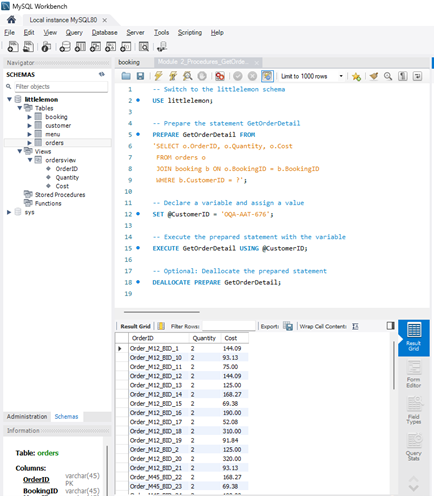 MySQL Workbench
Local instance MySQL80 ×
File Edit View Query Database Server Tools Scripting Help
Navigator
SCHEMAS
Filter objects
littlelemon
Tables
booking
customer
menu
orders
Views
ordersview
OrderID
Quantity
Cost
Stored Procedures
Functions
sys
Administration Schemas
Information
Table: orders
Columns:
OrderID varchar(45)
PK
BookingID varchar(45)
booking Module 2_Procedures_GetOrder... ×
Limit to 1000 rows
1 -- Switch to the littlelemon schema
2 USE littlelemon;
3
4 -- Prepare the statement GetOrderDetail
5 PREPARE GetOrderDetail FROM
6 'SELECT o.OrderID, o.Quantity, o.Cost
7 FROM orders o
8 JOIN booking b ON o.BookingID = b.BookingID
9 WHERE b.CustomerID = ?';
10
11 -- Declare a variable and assign a value
12 SET @CustomerID = 'OQA-AAT-676';
13
14 -- Execute the prepared statement with the variable
15 EXECUTE GetOrderDetail USING @CustomerID;
16
17 -- Optional: Deallocate the prepared statement
18 DEALLOCATE PREPARE GetOrderDetail;
19
Result Grid Filter Rows: Export: Wrap Cell Content:
OrderID Quantity Cost
Order_M12_BID_1 2 144.09
Order_M12_BID_10 2 93.13
Order_M12_BID_11 2 75.00
Order_M12_BID_12 2 144.09
Order_M12_BID_13 2 125.00
Order_M12_BID_14 2 168.27
Order_M12_BID_15 2 69.38
Order_M12_BID_16 2 190.00
Order_M12_BID_17 2 52.08
Order_M12_BID_18 2 310.00
Order_M12_BID_19 2 91.84
Order_M12_BID_2 2 125.00
Order_M12_BID_20 2 320.00
Order_M12_BID_21 2 93.13
Order_M45_BID_22 2 168.27
Order_M45_BID_23 2 69.38
Result
Grid
Form
Editor
Field
Types
Query
Stats